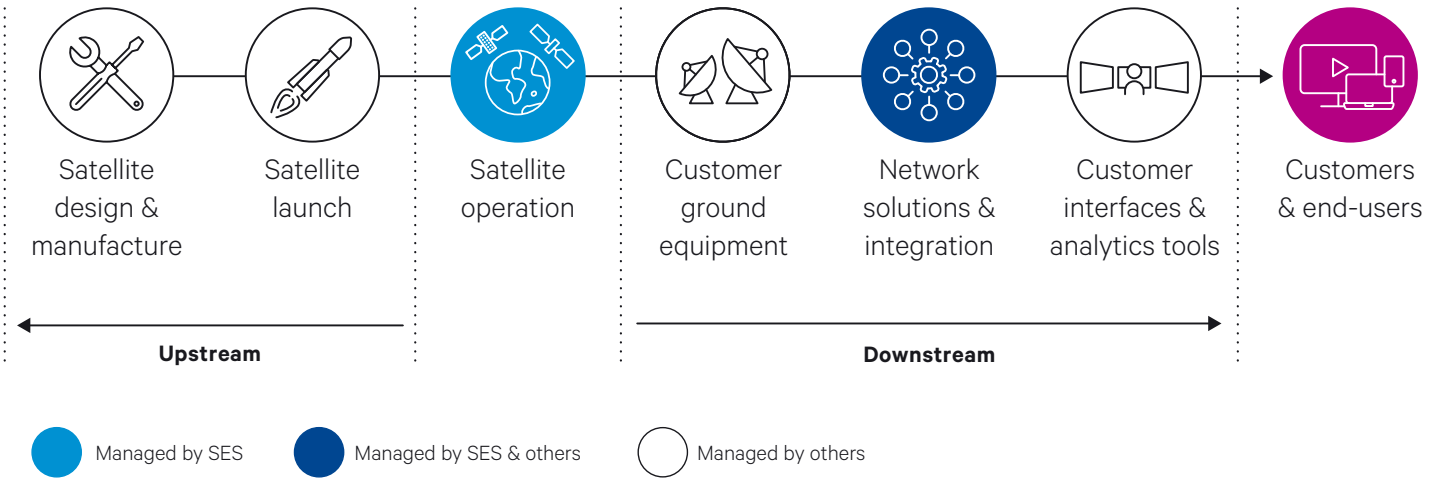 Satellite
design &
manufacture
Satellite
launch
Satellite
operation
Customer
ground
equipment
Network
solutions &
integration
Customer
interfaces &
analytics tools
Customers
& end-users
Upstream
Downstream
Managed by SES
Managed by SES & others
Managed by others